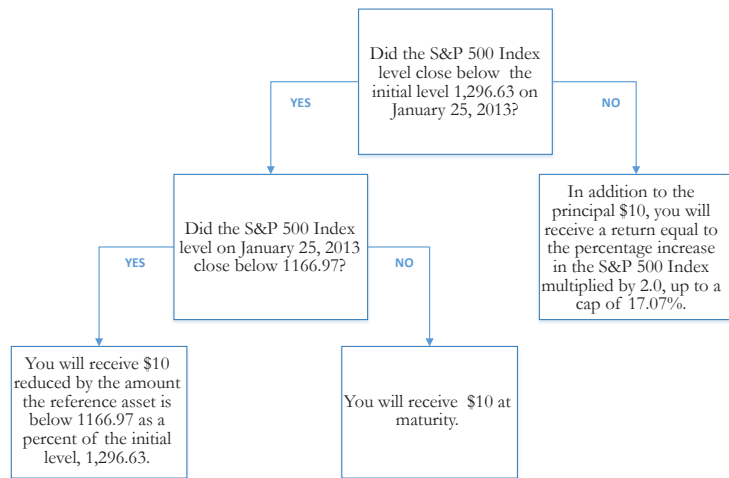 Did the S&P 500 Index
level close below the
initial level 1,296.63 on
January 25, 2013?
YES
NO
Did the S&P 500 Index
level on January 25, 2013
close below 1166.97?
In addition to the
principal $10, you will
receive a return equal to
the percentage increase
in the S&P 500 Index
multiplied by 2.0, up to a
cap of 17.07%.
YES
NO
You will receive $10
reduced by the amount
the reference asset is
below 1166.97 as a
percent of the initial
level, 1,296.63.
You will receive $10 at
maturity.